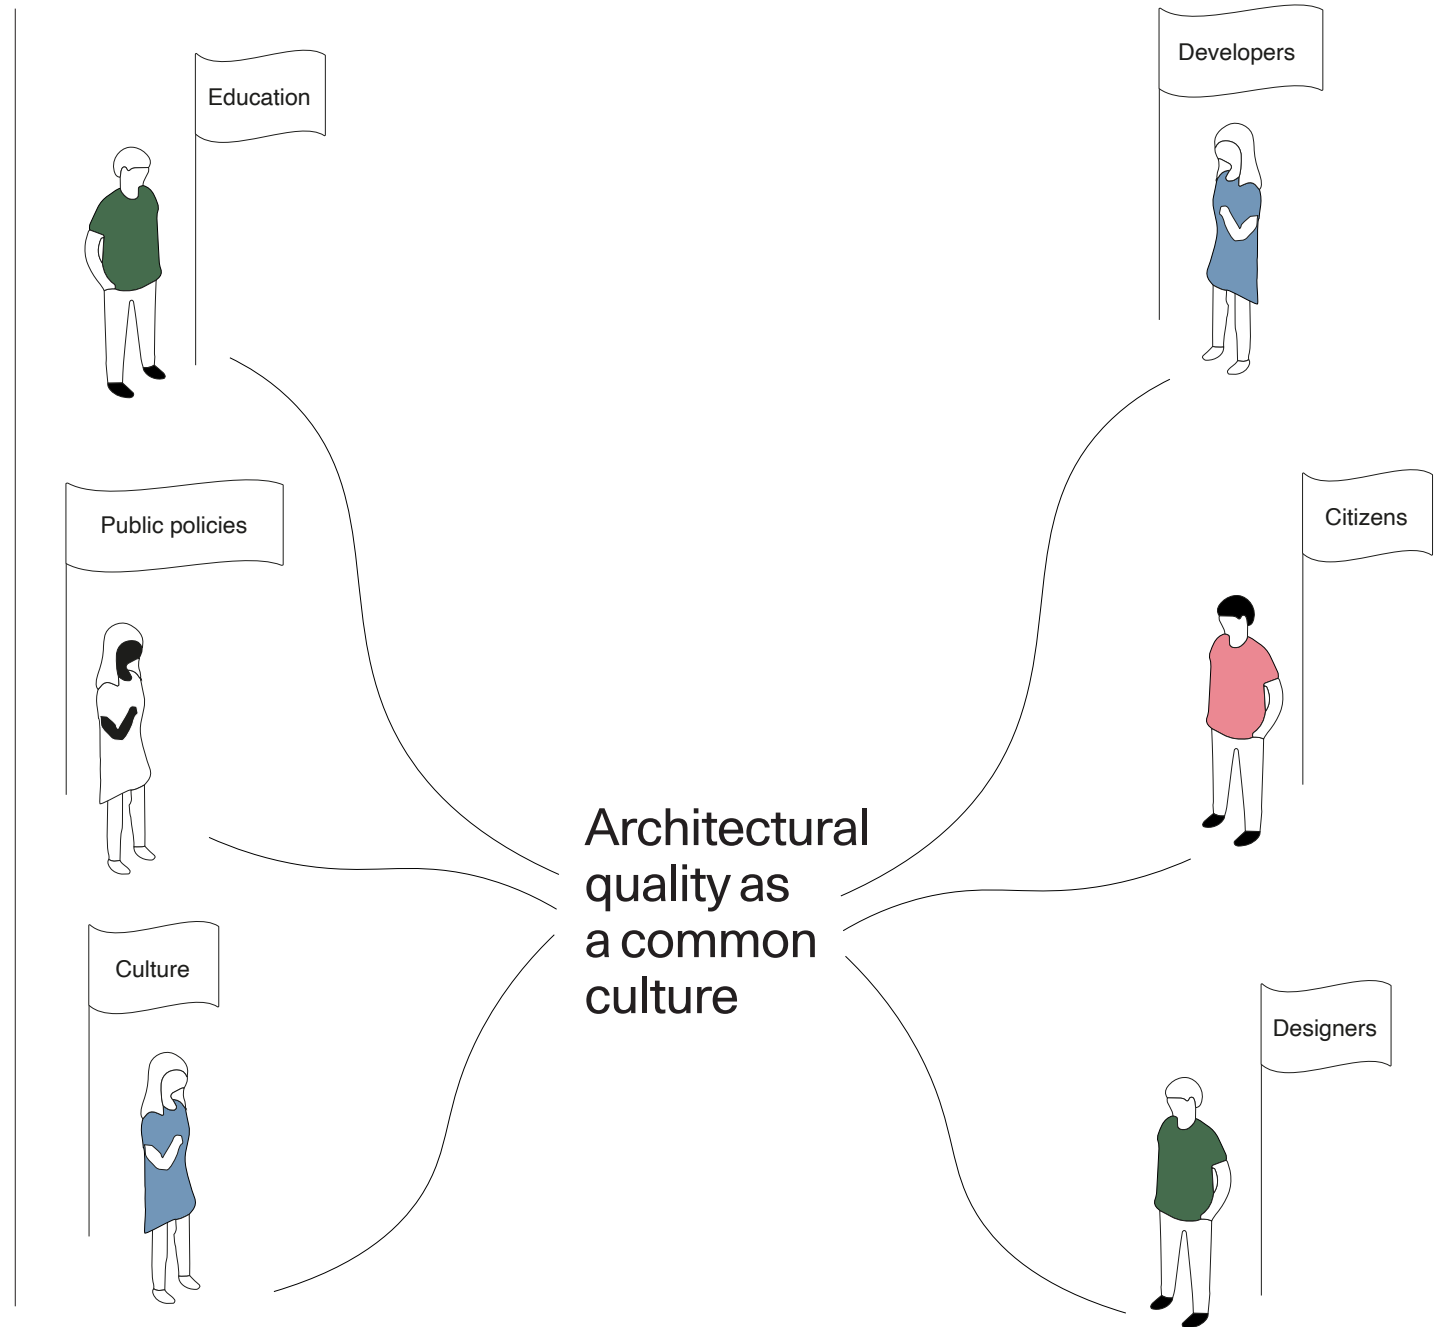 Education
Public policies
Culture
Architectural
quality as
a common
culture
Developers
Citizens
Designers